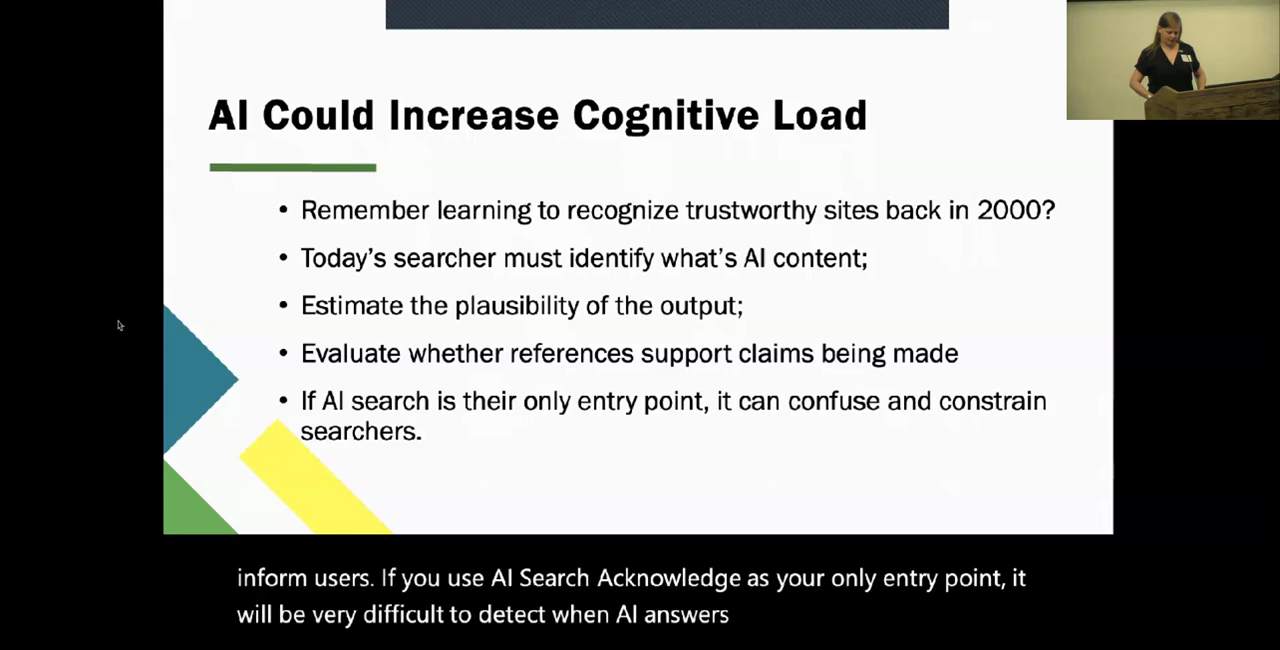 AI Could Increase Cognitive Load
• Remember learning to recognize trustworthy sites back in 2000?
• Today's searcher must identify what's AI content;
• Estimate the plausibility of the output;
• Evaluate whether references support claims being made
• If AI search is their only entry point, it can confuse and constrain
searchers.
inform users. If you use AI Search Acknowledge as your only entry point, it
will be very difficult to detect when AI answers